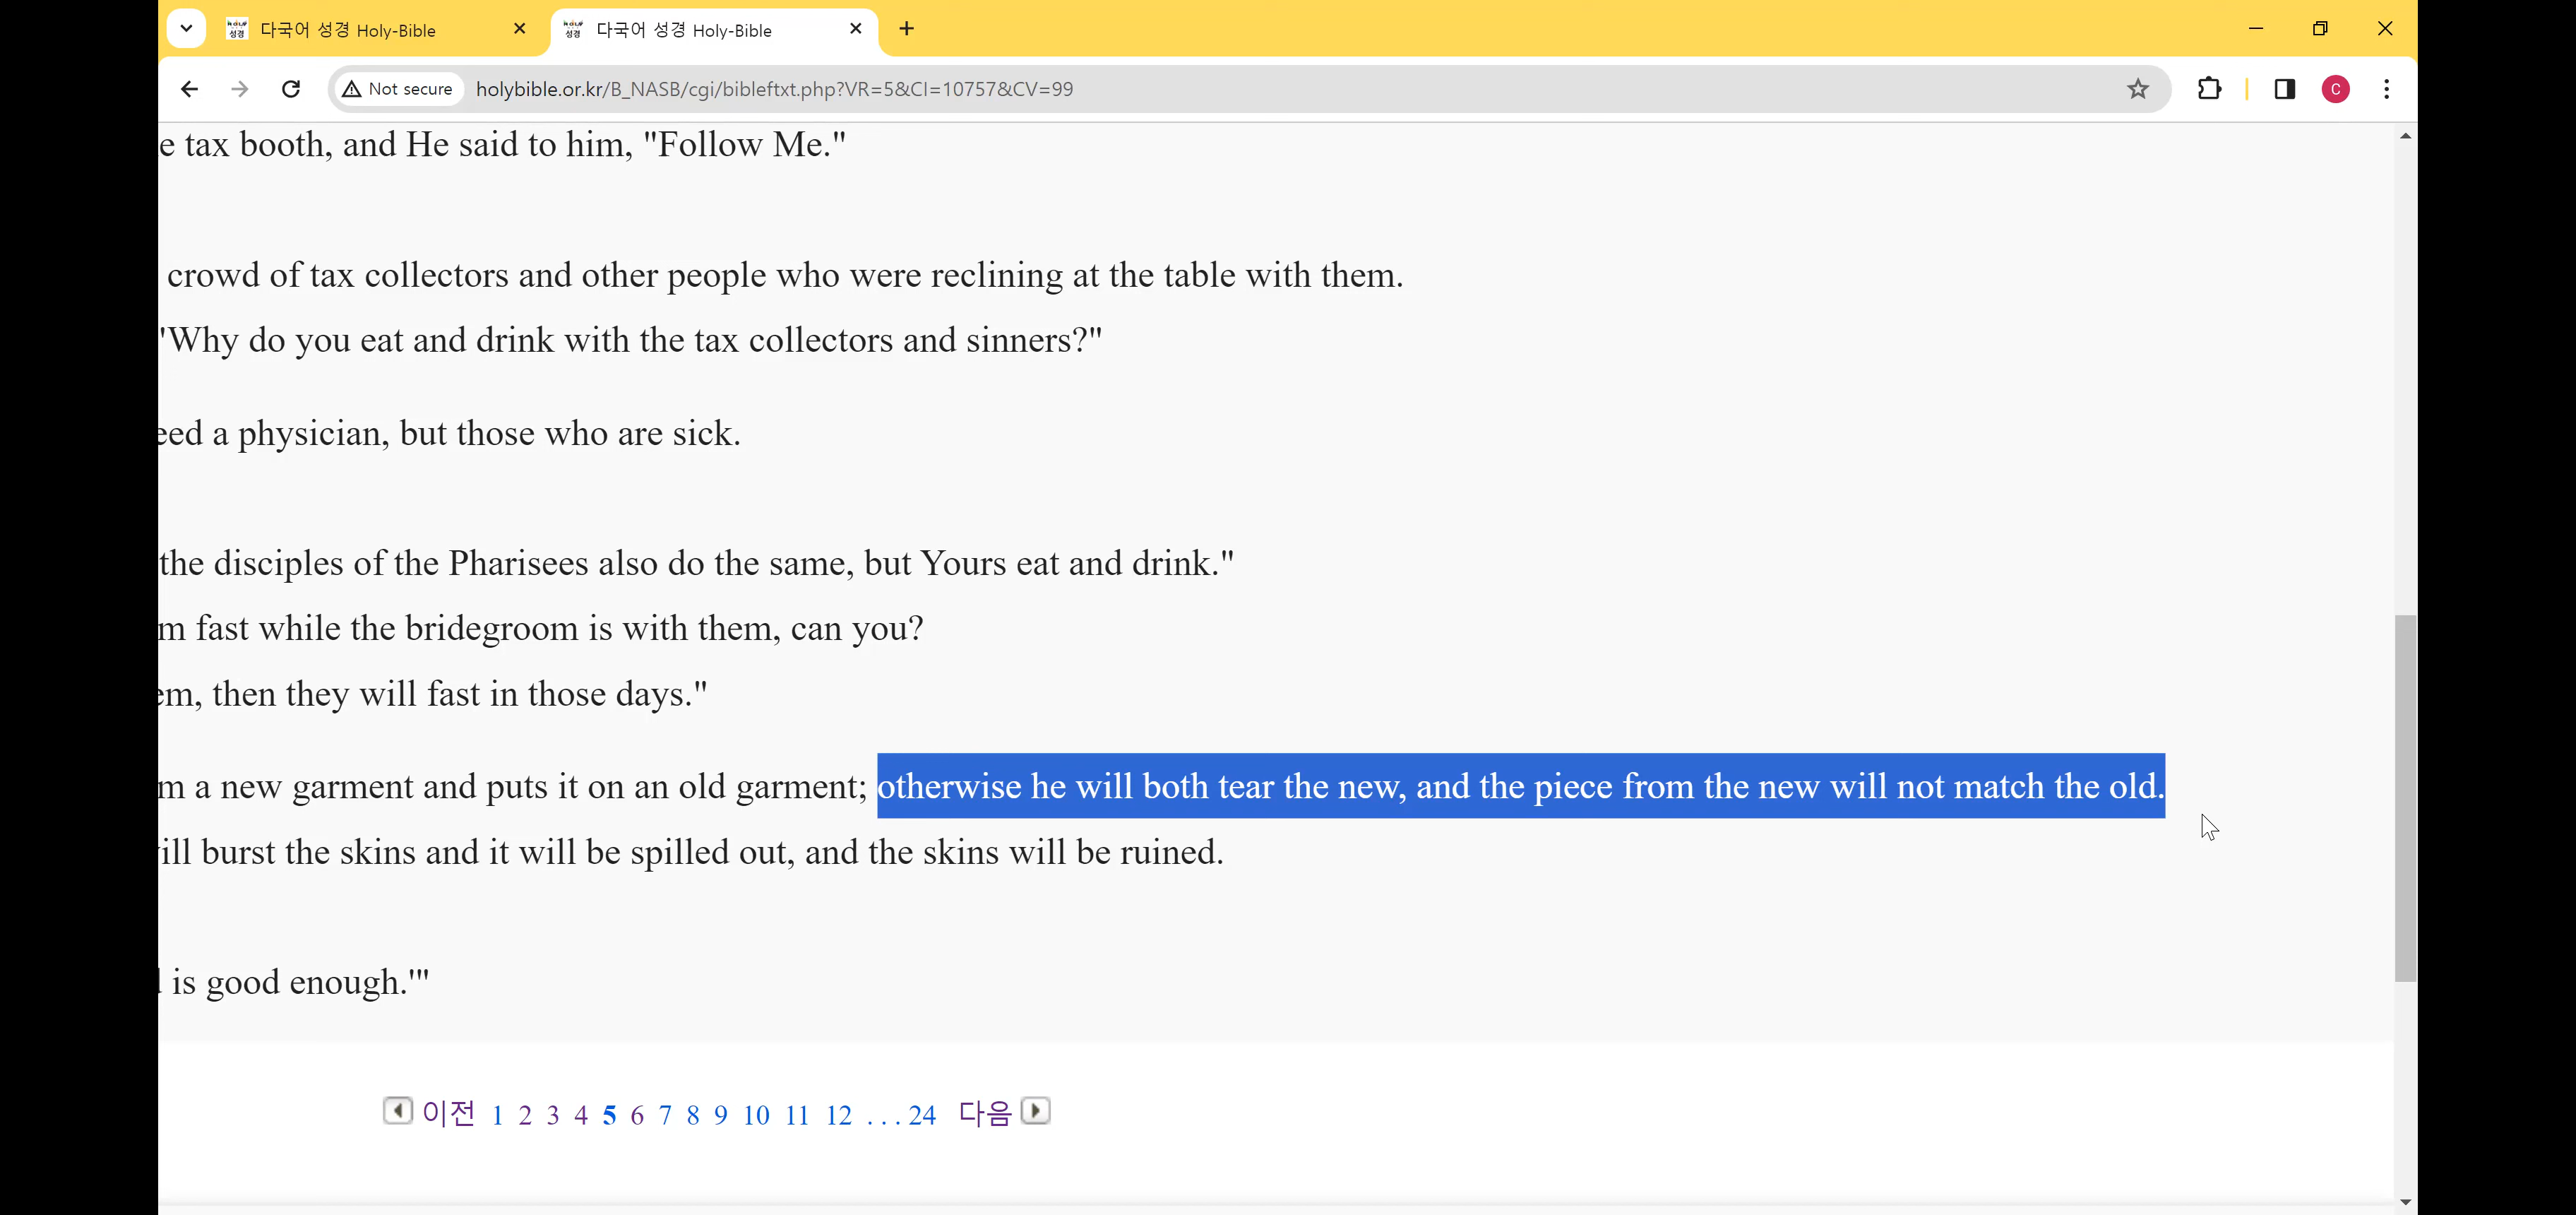 다국어 성경 Holy-Bible
다국어 성경 Holy-Bible
Not secure holybible.or.kr/B_NASB/cgi/bibleftxt.php?VR=5&CI=10757&CV=99
C
e tax booth, and He said to him, "Follow Me."
crowd of tax collectors and other people who were reclining at the table with them.
"Why do you eat and drink with the tax collectors and sinners?"
eed a physician, but those who are sick.
the disciples of the Pharisees also do the same, but Yours eat and drink."
m fast while the bridegroom is with them, can you?
em, then they will fast in those days."
m a new garment and puts it on an old garment; otherwise he will both tear the new, and the piece from the new will not match the old.
ill burst the skins and it will be spilled out, and the skins will be ruined.
is good enough.'"
이전 1 2 3 4 5 6 7 8 9 10 11 12 ... 24 다음